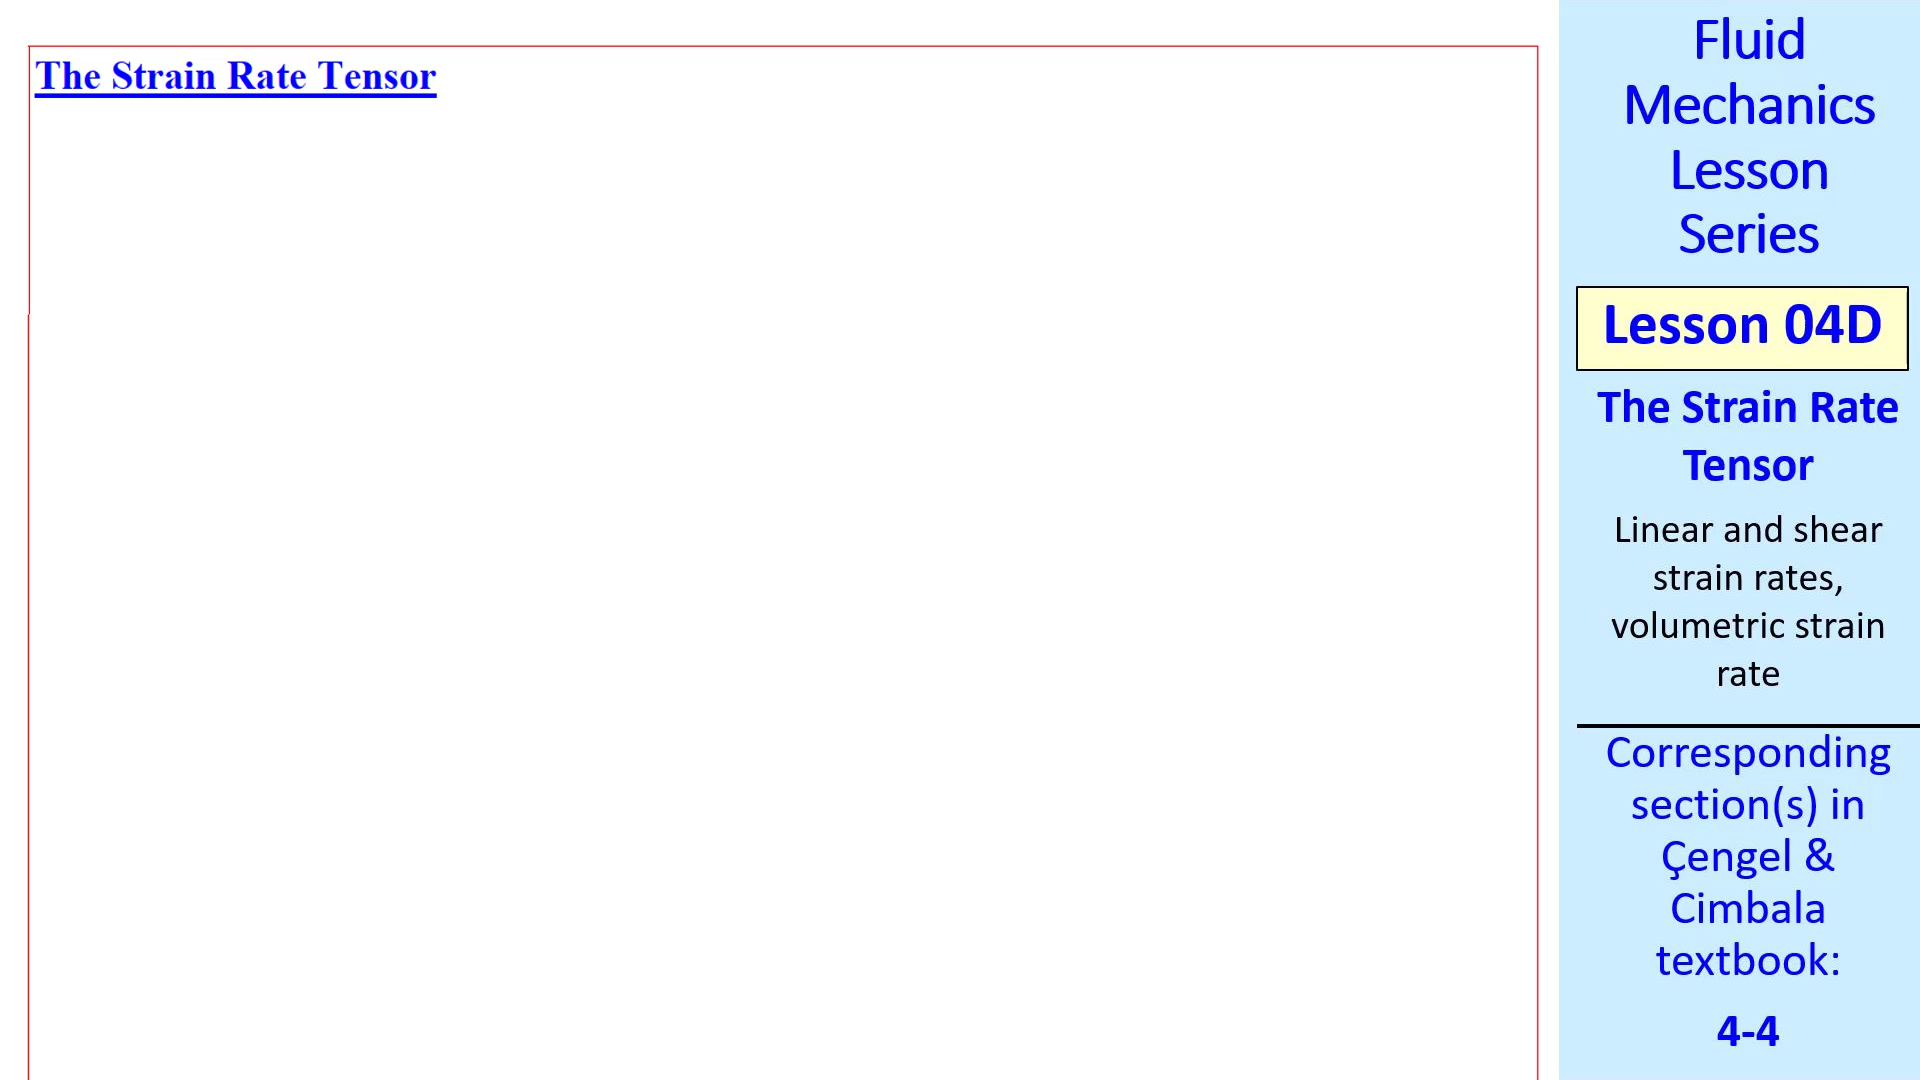 The Strain Rate Tensor
Fluid
Mechanics
Lesson
Series
Lesson 04D
The Strain Rate
Tensor
Linear and shear
strain rates,
volumetric strain
rate
Corresponding
section(s) in
Çengel &
Cimbala
textbook:
4-4